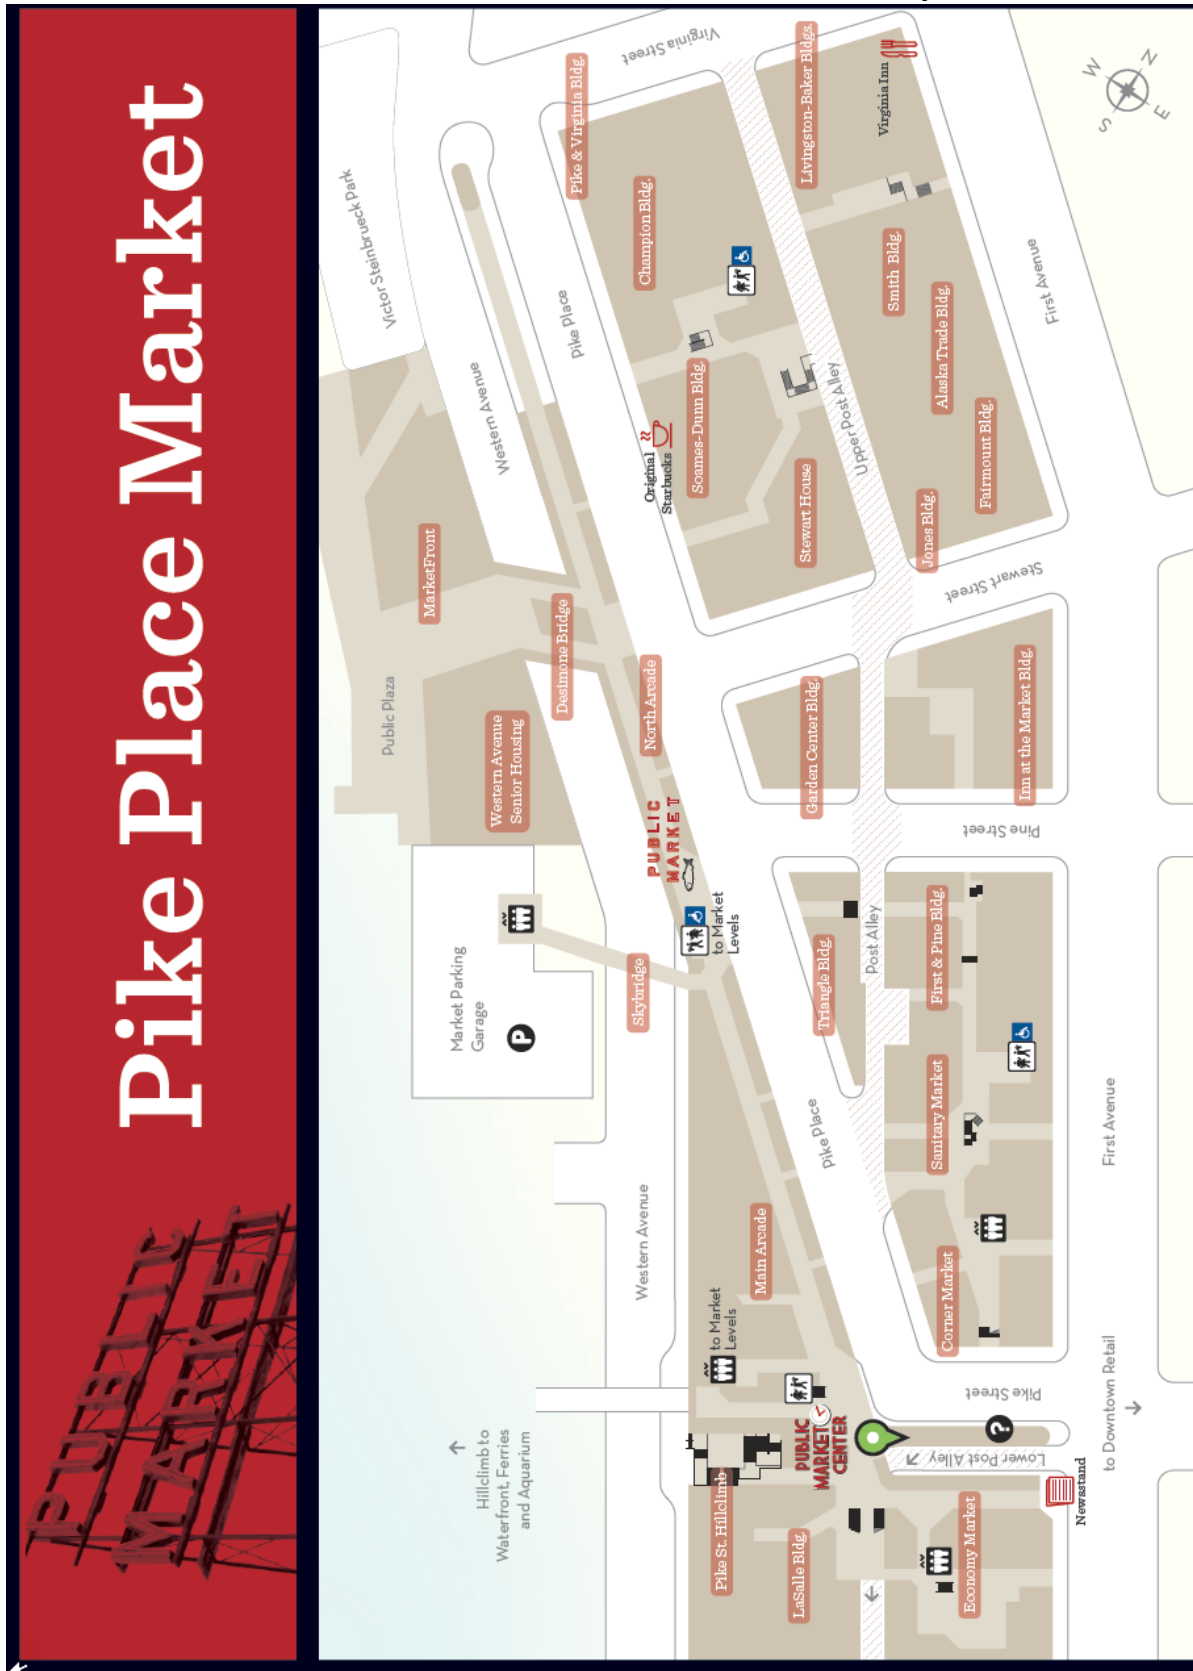 Pike Place Market
PUBLIC
MARKET
Virginia Street
Pike & Virginia Bldg.
Livingston-Baker Bldgs.
Virginia Inn
N
W
S
E
Victor Steinbrueck Park
Champion Bldg.
Smith Bldg.
First Avenue
Western Avenue
Pike Place
Original
Starbucks
Soames-Dunn Bldg.
Upper Post Alley
Alaska Trade Bldg.
Fairmount Bldg.
MarketFront
Stewart House
Jones Bldg.
Stewart Street
Public Plaza
Western Avenue
Senior Housing
Desimone Bridge
North Arcade
Garden Center Bldg.
Inn at the Market Bldg.
PUBLIC
MARKET
Pine Street
Market Parking
Garage
P
Skybridge
to Market
Levels
Triangle Bldg.
Post Alley
First & Pine Bldg.
Sanitary Market
Pike Place
First Avenue
Western Avenue
Main Arcade
to Market
Levels
Corner Market
Pike Street
to Downtown Retail
Hillclimb to
Waterfront, Ferries
and Aquarium
PUBLIC
MARKET
CENTER
?
Lower Post Alley
Newsstand
Pike St. Hillclimb
LaSalle Bldg.
Economy Market